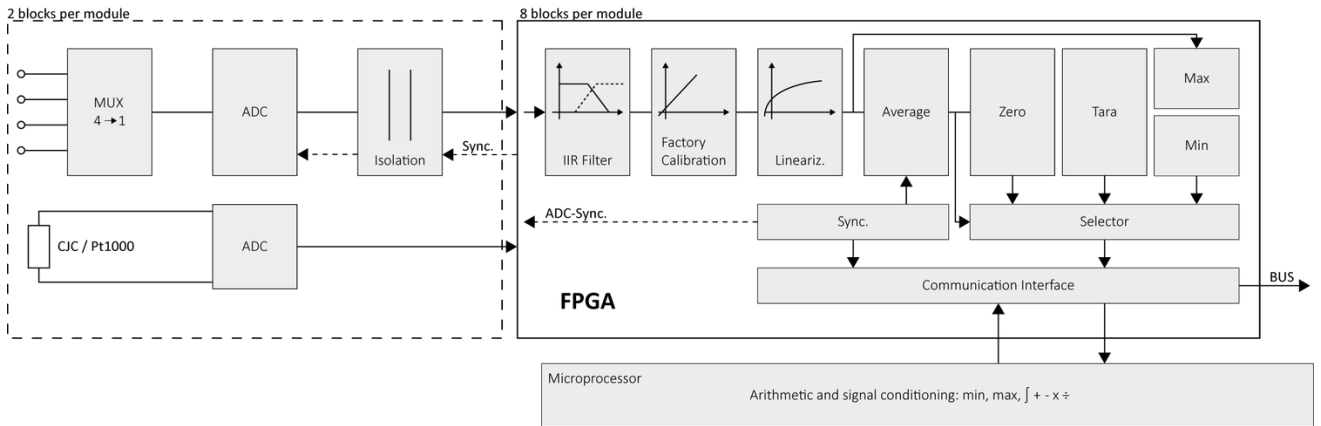 2 blocks per module
8 blocks per module
MUX
4 → 1
ADC
Isolation
Sync.
IIR Filter
Factory
Calibration
Lineariz.
Average
Zero
Tara
Max
Min
CJC / Pt1000
ADC
ADC-Sync.
Sync.
Selector
Communication Interface
BUS
FPGA
Microprocessor
Arithmetic and signal conditioning: min, max, ∫ + - x ÷